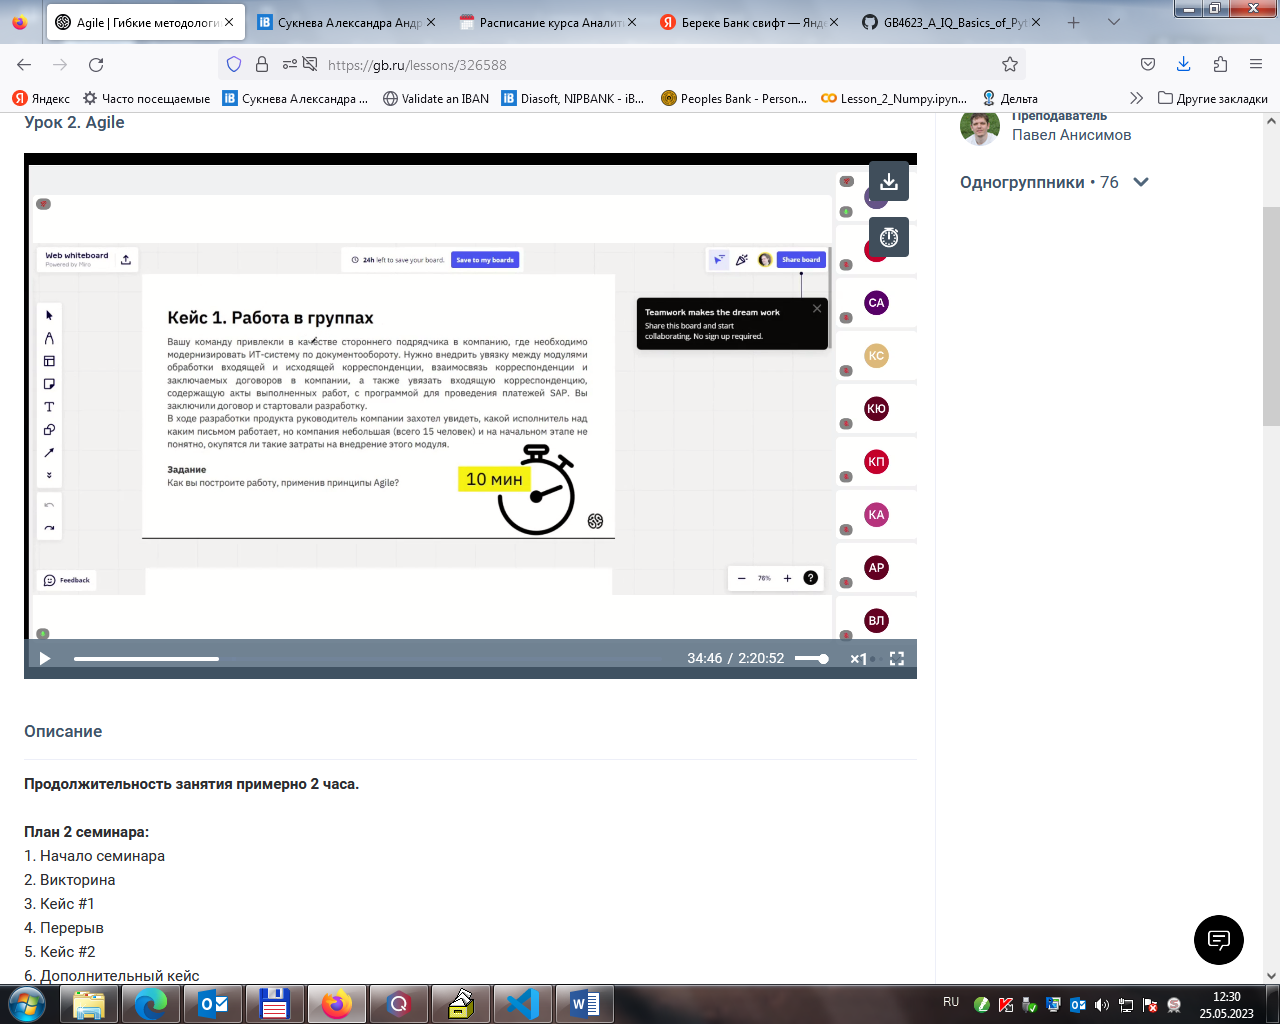 Agile | Гибкие методологи
Сукнева Александра Андр
Расписание курса Аналити
Береке Банк свифт — Янд
GB4623_A_IQ_Basics_of_Pyt
https://gb.ru/lessons/326588
Яндекс
Часто посещаемые
iB
Сукнева Александра ...
Validate an IBAN
iB
Diasoft, NIPBANK - iB...
Peoples Bank - Person...
Lesson_2_Numpy.ipyn...
Дельта
Другие закладки
Урок 2. Agile
Преподаватель
Павел Анисимов
Одногруппники • 76
Web whiteboard
Powered by Miro
24h left to save your board.
Save to my boards
Share board
Teamwork makes the dream work
Share this board and start
collaborating. No sign up required.
Кейс 1. Работа в группах
Вашу команду привлекли в качестве стороннего подрядчика в компанию, где необходимо
модернизировать ИТ-систему по документообороту. Нужно внедрить увязку между модулями
обработки входящей и исходящей корреспонденции, взаимосвязь корреспонденции и
заключаемых договоров в компании, а также увязать входящую корреспонденцию,
содержащую акты выполненных работ, с программой для проведения платежей SAP. Вы
заключили договор и стартовали разработку.
В ходе разработки продукта руководитель компании захотел увидеть, какой исполнитель над
каким письмом работает, но компания небольшая (всего 15 человек) и на начальном этапе не
понятно, окупятся ли такие затраты на внедрение этого модуля.
Задание
Как вы построите работу, применив принципы Agile?
10 мин
Feedback
76%
СА
КС
КЮ
КП
КА
АР
ВЛ
34:46 / 2:20:52
×1
Описание
Продолжительность занятия примерно 2 часа.
План 2 семинара:
1. Начало семинара
2. Викторина
3. Кейс #1
4. Перерыв
5. Кейс #2
6. Дополнительный кейс
RU
12:30
25.05.2023